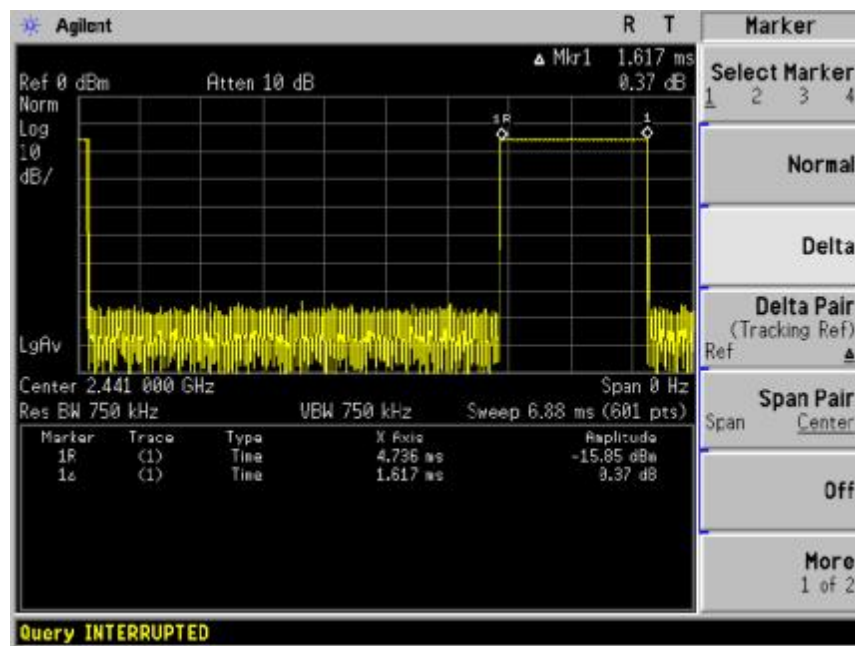 Agilent R T
Δ Mkr1 1.617 ms
Ref 0 dBm Atten 10 dB 0.37 dB
Norm
Log
10
dB/
1R 1
LgAv
Center 2.441 000 GHz Span 0 Hz
Res BW 750 kHz VBW 750 kHz Sweep 6.88 ms (601 pts)
Marker Trace Type X Axis Amplitude
1R (1) Time 4.736 ms -15.85 dBm
1Δ (1) Time 1.617 ms 0.37 dB
Query INTERRUPTED
Marker
Select Marker
1 2 3 4
Normal
Delta
Delta Pair
(Tracking Ref)
Ref Δ
Span Pair
Span Center
Off
More
1 of 2